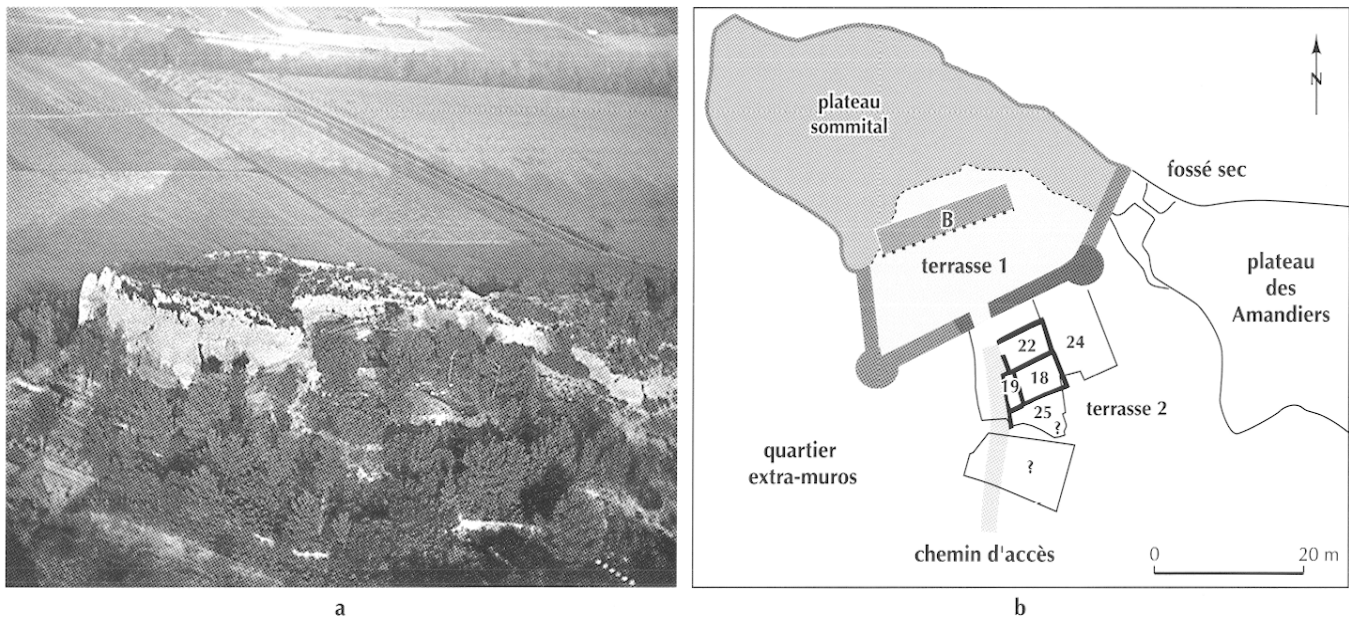 plateau
sommital
N
fossé sec
B
terrasse 1
plateau
des
Amandiers
22
24
19
18
25
?
terrasse 2
quartier
extra-muros
?
chemin d'accès
0
20 m
a
b